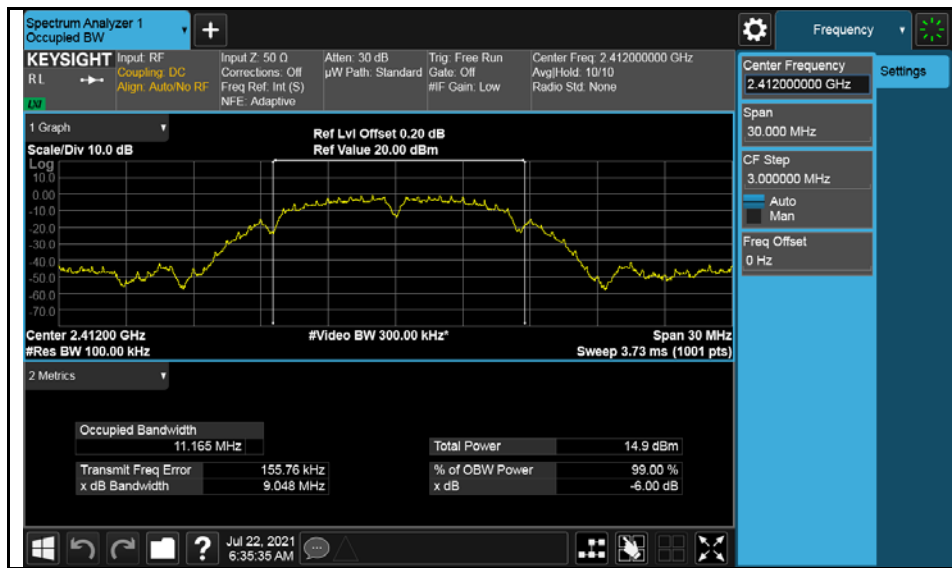 Spectrum Analyzer 1
Occupied BW
+
Frequency
KEYSIGHT
R L
LXI
Input: RF
Coupling: DC
Align: Auto/No RF
Input Z: 50 Ω
Corrections: Off
Freq Ref: Int (S)
NFE: Adaptive
Atten: 30 dB
µW Path: Standard
Trig: Free Run
Gate: Off
#IF Gain: Low
Center Freq: 2.412000000 GHz
Avg|Hold: 10/10
Radio Std: None
Center Frequency
2.412000000 GHz
Settings
Span
30.000 MHz
CF Step
3.000000 MHz
Auto
Man
Freq Offset
0 Hz
1 Graph
Scale/Div 10.0 dB
Ref Lvl Offset 0.20 dB
Ref Value 20.00 dBm
Log
10.0
0.00
-10.0
-20.0
-30.0
-40.0
-50.0
-60.0
-70.0
Center 2.41200 GHz
#Res BW 100.00 kHz
#Video BW 300.00 kHz*
Span 30 MHz
Sweep 3.73 ms (1001 pts)
2 Metrics
Occupied Bandwidth
11.165 MHz
Transmit Freq Error 155.76 kHz
x dB Bandwidth 9.048 MHz
Total Power 14.9 dBm
% of OBW Power 99.00 %
x dB -6.00 dB
?
Jul 22, 2021
6:35:35 AM